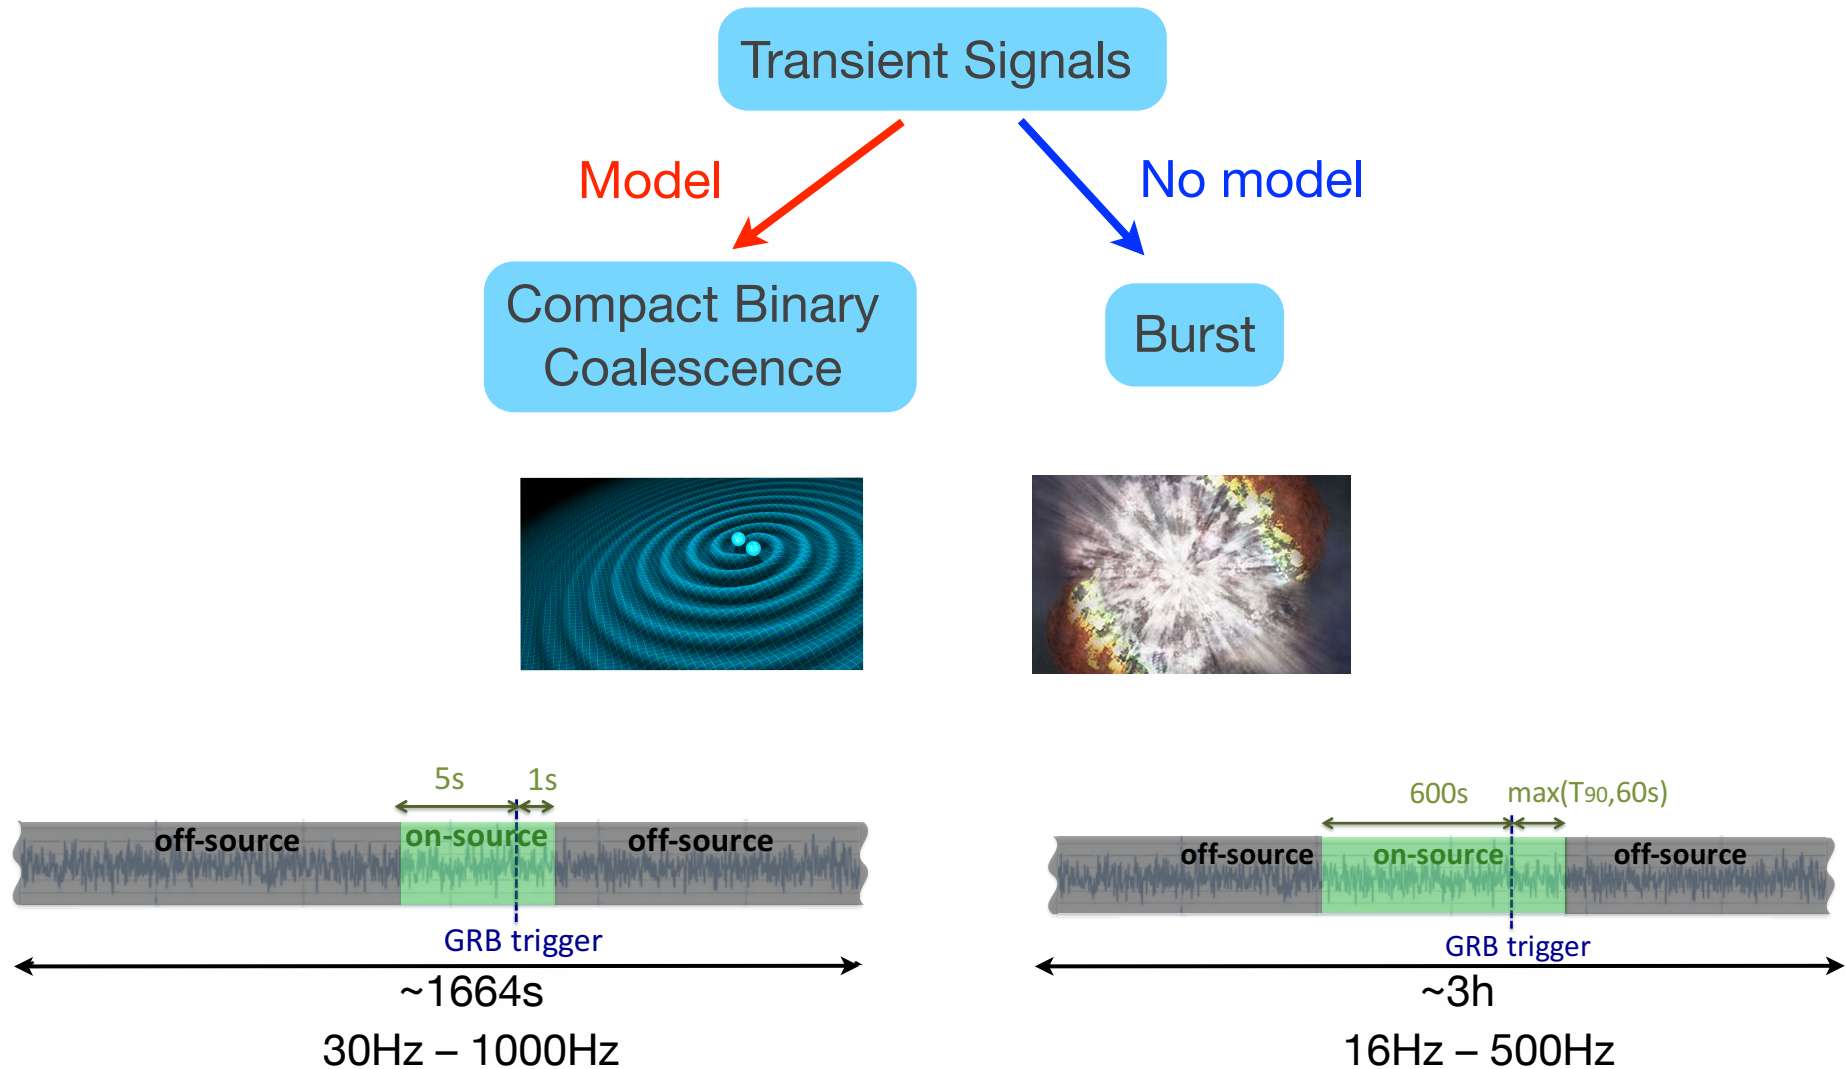 Transient Signals
Model
No model
Compact Binary
Coalescence
Burst
5s
1s
off-source
on-source
off-source
GRB trigger
~1664s
30Hz – 1000Hz
600s
max(T90,60s)
off-source
on-source
off-source
GRB trigger
~3h
16Hz – 500Hz